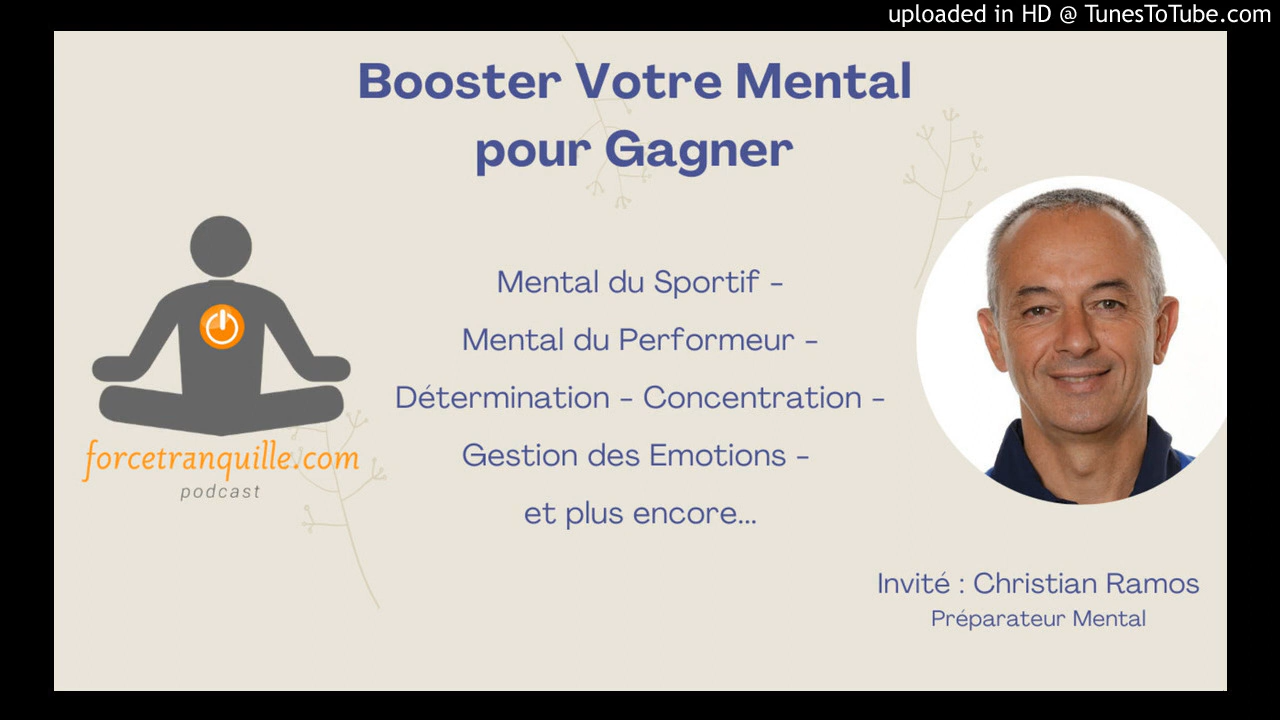 uploaded in HD @ TunesToTube.com
Booster Votre Mental
pour Gagner
Mental du Sportif -
Mental du Performeur -
Détermination - Concentration -
Gestion des Emotions -
et plus encore...
forcetranquille.com
podcast
Invité : Christian Ramos
Préparateur Mental